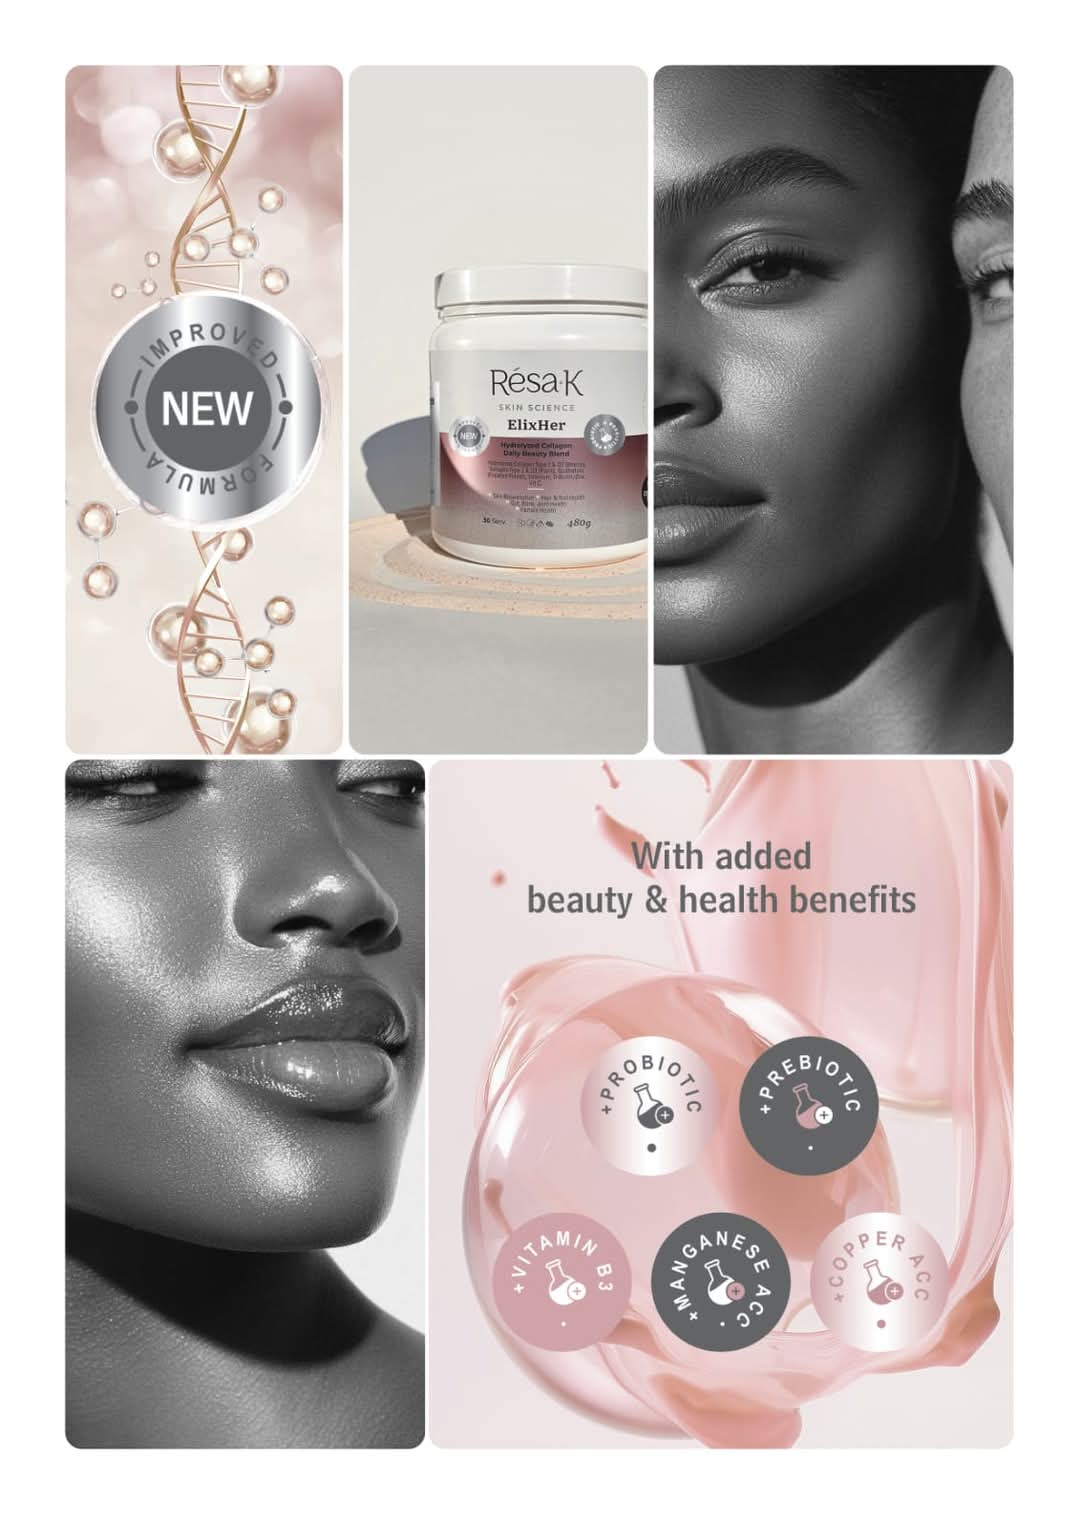 IMPROVED
NEW
FORMULA
Résa·K
SKIN SCIENCE
ElixHer
NEW
Hydrolyzed Collagen
Daily Beauty Blend
30 Serv
480g
With added
beauty & health benefits
+PROBIOTIC
+PREBIOTIC
+VITAMIN B3
+MANGANESE ACC
+COPPER ACC